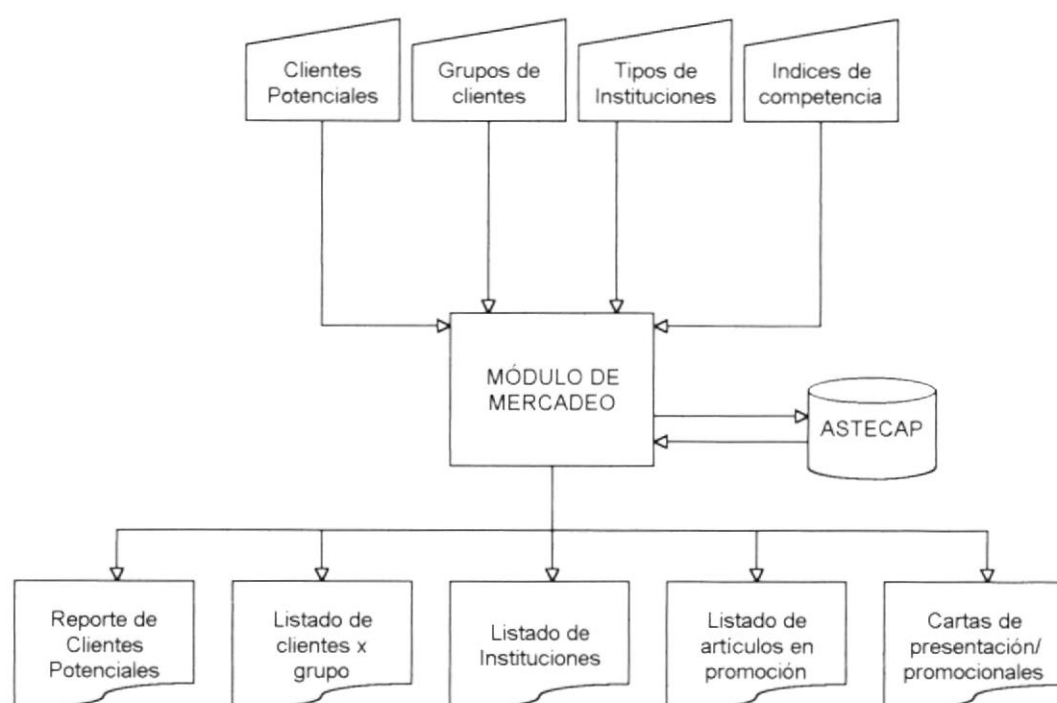 Clientes
Potenciales
Grupos de
clientes
Tipos de
Instituciones
Indices de
competencia
MÓDULO DE
MERCADEO
ASTECAP
Reporte de
Clientes
Potenciales
Listado de
clientes x
grupo
Listado de
Instituciones
Listado de
artículos en
promoción
Cartas de
presentación/
promocionales